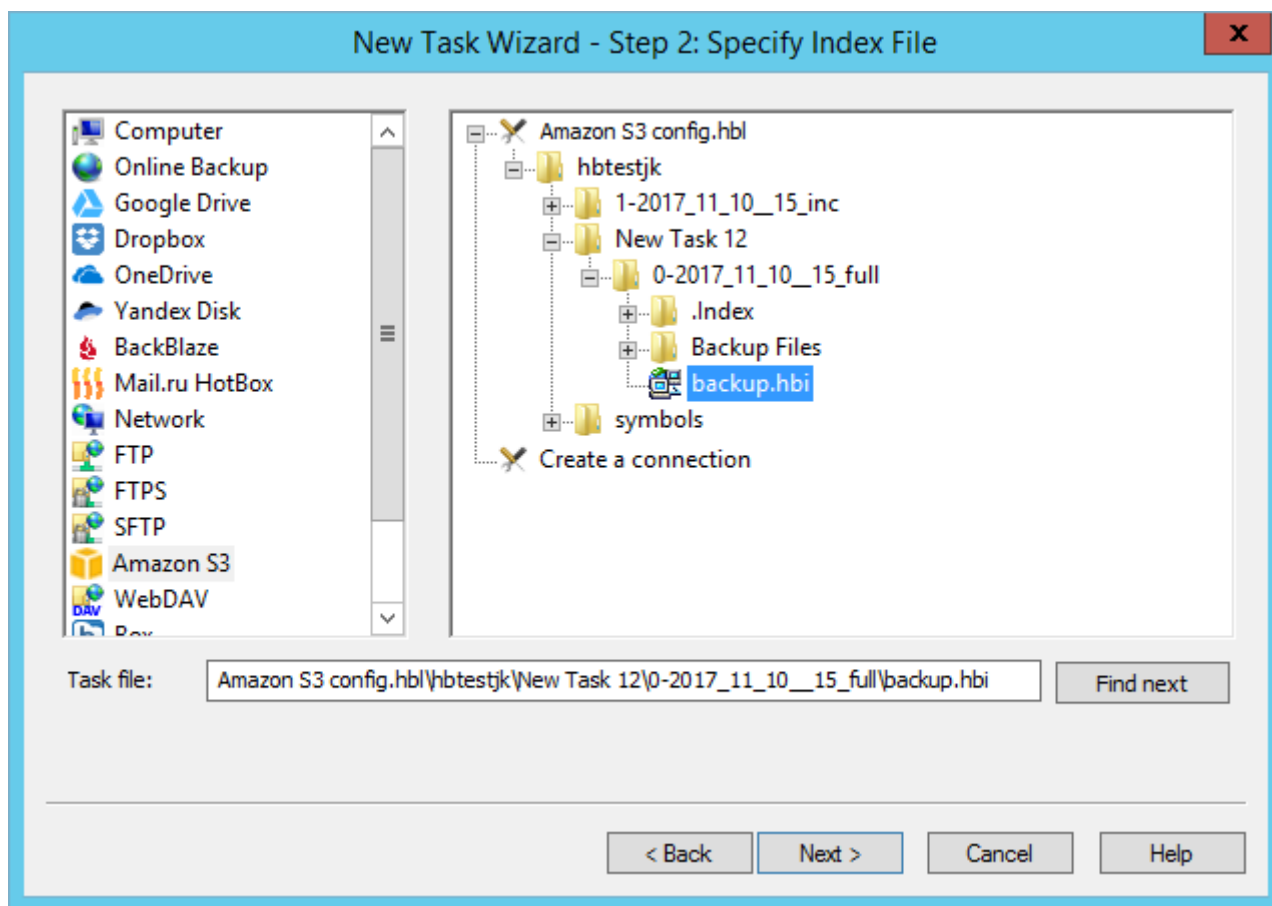 New Task Wizard - Step 2: Specify Index File
x
Computer
Online Backup
Google Drive
Dropbox
OneDrive
Yandex Disk
BackBlaze
Mail.ru HotBox
Network
FTP
FTPS
SFTP
Amazon S3
DAV WebDAV
Amazon S3 config.hbl
hbtestjk
1-2017_11_10__15_inc
New Task 12
0-2017_11_10__15_full
.Index
Backup Files
backup.hbi
symbols
Create a connection
Task file: Amazon S3 config.hbl\hbtestjk\New Task 12\0-2017_11_10__15_full\backup.hbi Find next
< Back Next > Cancel Help